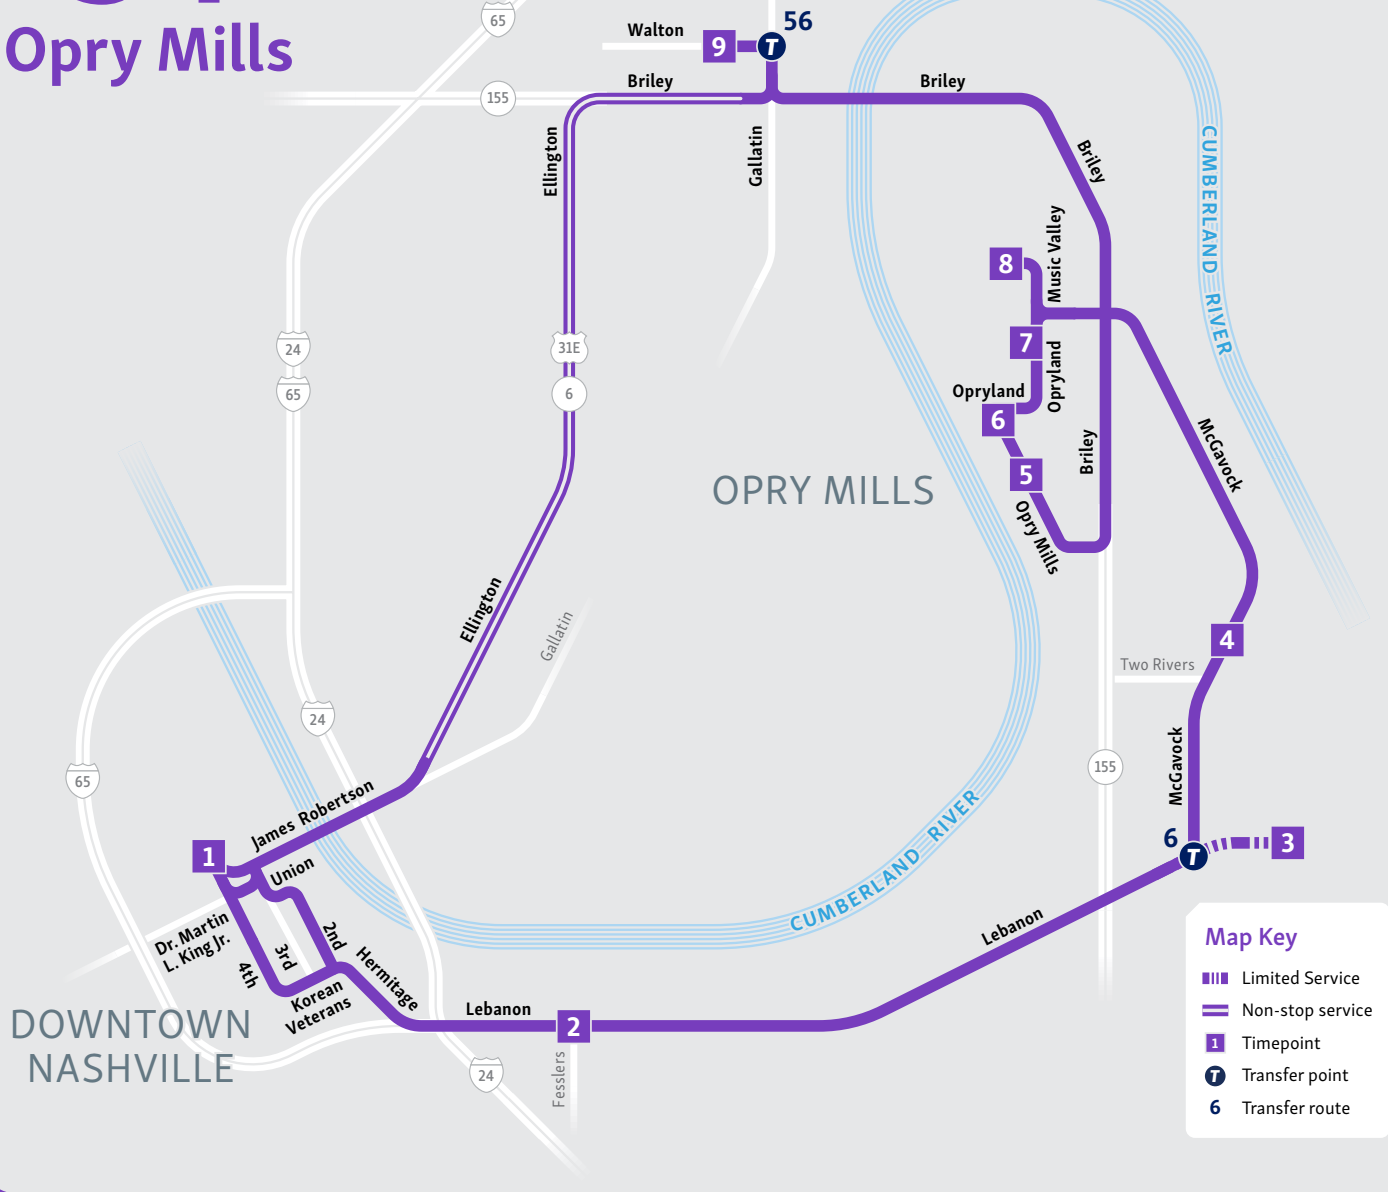 Opry Mills
65
Walton
9
T
56
Briley
155
Briley
Ellington
Gallatin
Briley
CUMBERLAND RIVER
Music Valley
8
24
31E
7
65
6
Opryland
Opryland
6
McGavock
Briley
5
OPRY MILLS
Opry Mills
Ellington
Gallatin
4
Two Rivers
24
McGavock
155
65
James Robertson
CUMBERLAND RIVER
6
T
3
1
Union
Dr. Martin
L. King Jr.
2nd
3rd
4th
Hermitage
Korean
Veterans
Lebanon
Lebanon
2
DOWNTOWN
NASHVILLE
24
Fesslers
Map Key
Limited Service
Non-stop service
1 Timepoint
T Transfer point
6 Transfer route